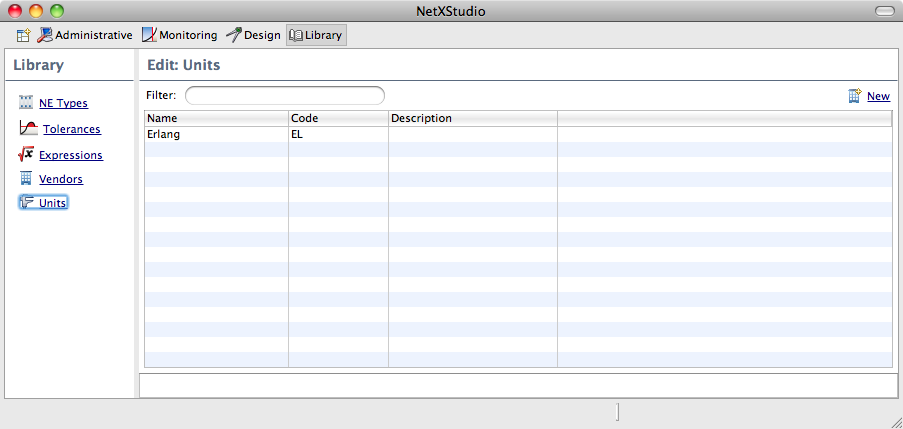 NetXStudio
Administrative Monitoring Design Library
Library
NE Types
Tolerances
Expressions
Vendors
Units
Edit: Units
Filter:
New
Name Code Description
Erlang EL